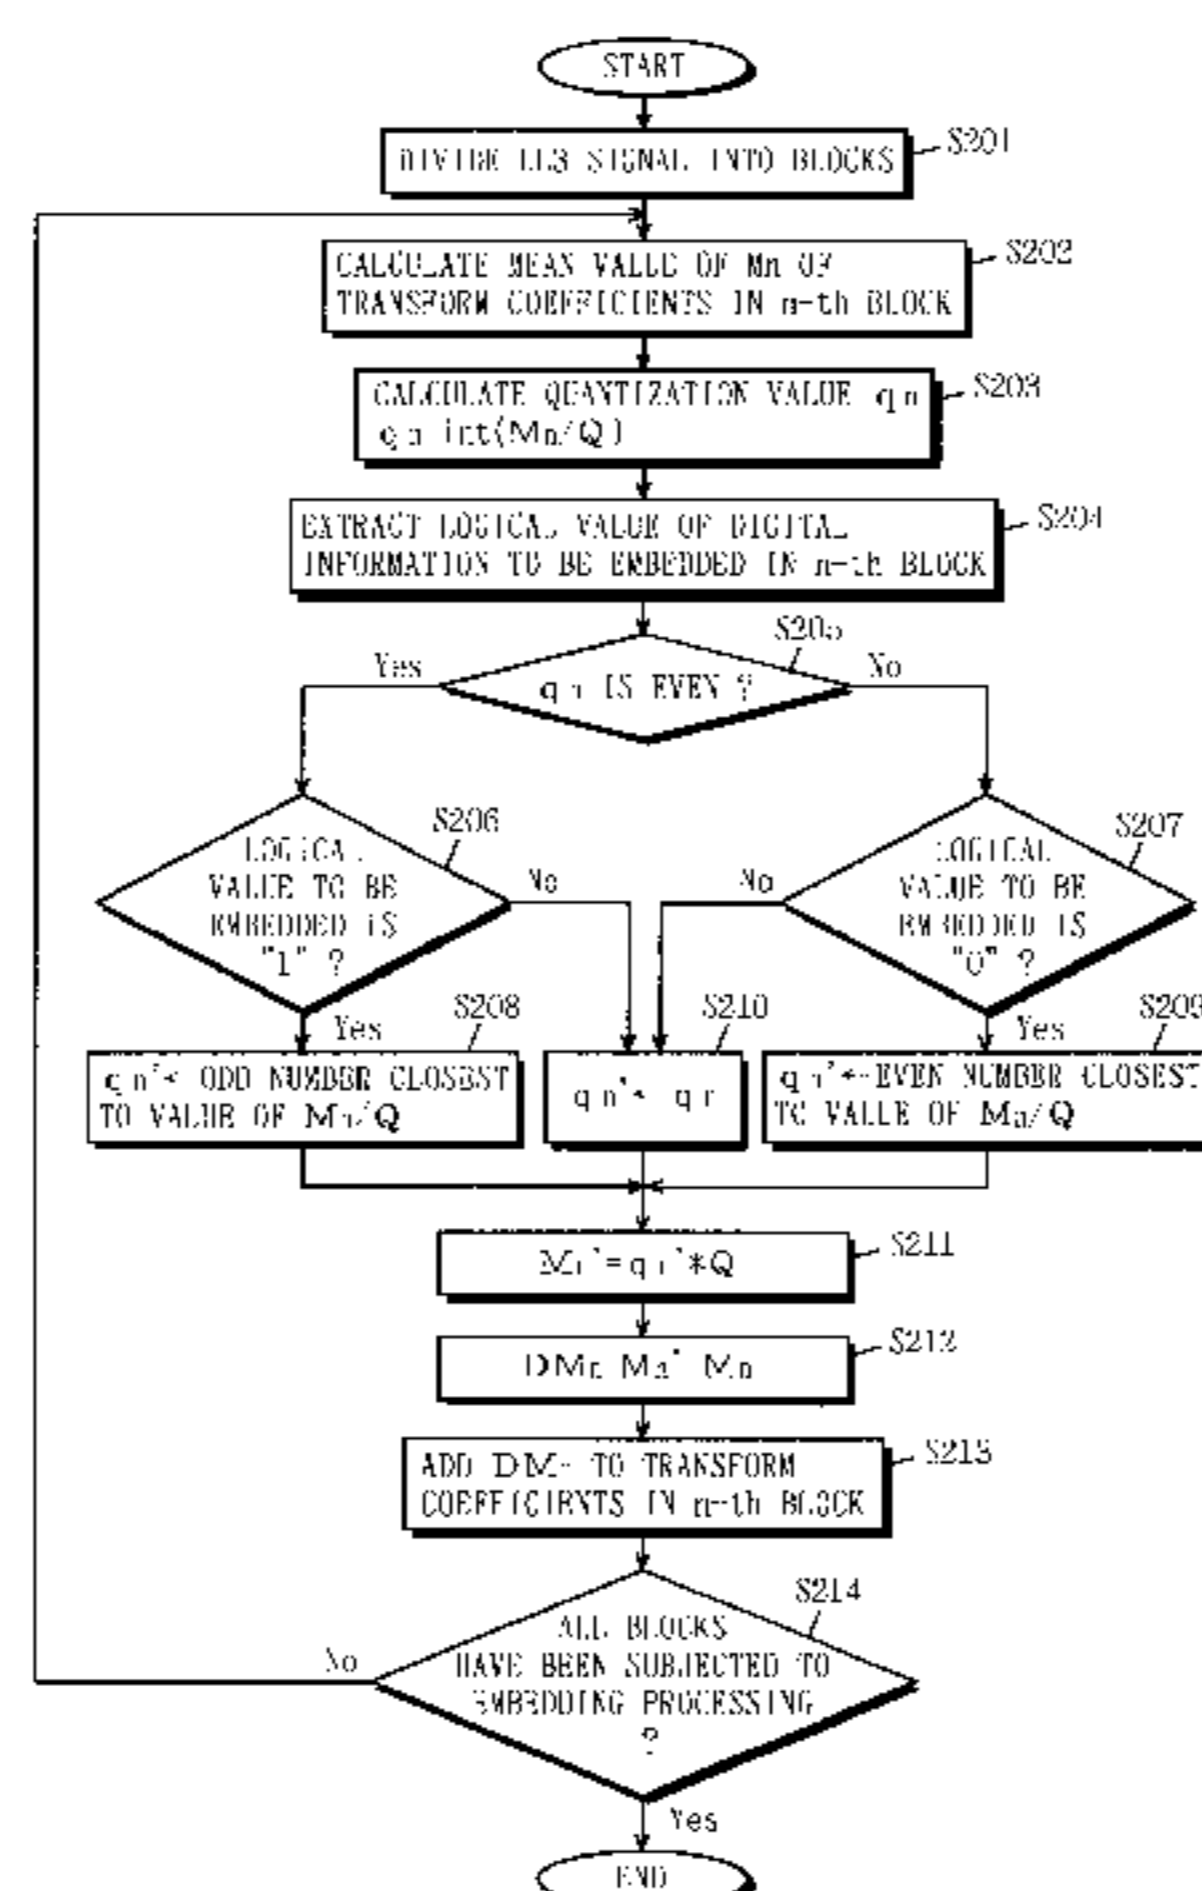 START
DIVIDE LL3 SIGNAL INTO BLOCKS
S201
CALCULATE MEAN VALUE OF Mn OF
TRANSFORM COEFFICIENTS IN n-th BLOCK
S202
CALCULATE QUANTIZATION VALUE qn
qn int(Mn/Q)
S203
EXTRACT LOGICAL VALUE OF DIGITAL
INFORMATION TO BE EMBEDDED IN n-th BLOCK
S204
S205
Yes
qn IS EVEN ?
No
LOGICAL
VALUE TO BE
EMBEDDED IS
"1" ?
S206
No
Yes
LOGICAL
VALUE TO BE
EMBEDDED IS
"0" ?
S207
No
Yes
S208
qn'← ODD NUMBER CLOSEST
TO VALUE OF Mn/Q
S210
qn'← qn
S209
qn'←EVEN NUMBER CLOSEST
TO VALUE OF Mn/Q
Mn'=qn'*Q
S211
DMn Mn' Mn
S212
ADD DMn TO TRANSFORM
COEFFICIENTS IN n-th BLOCK
S213
S214
ALL BLOCKS
HAVE BEEN SUBJECTED TO
EMBEDDING PROCESSING
?
No
Yes
END